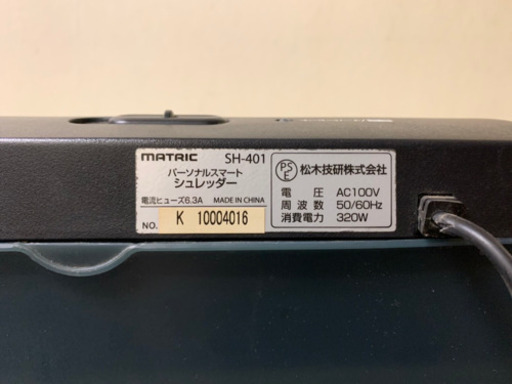 MATRIC SH-401
パーソナルスマート
シュレッダー
電流ヒューズ6.3A MADE IN CHINA
NO. K 10004016
PSE 松木技研株式会社
電圧 AC100V
周波数 50/60Hz
消費電力 320W